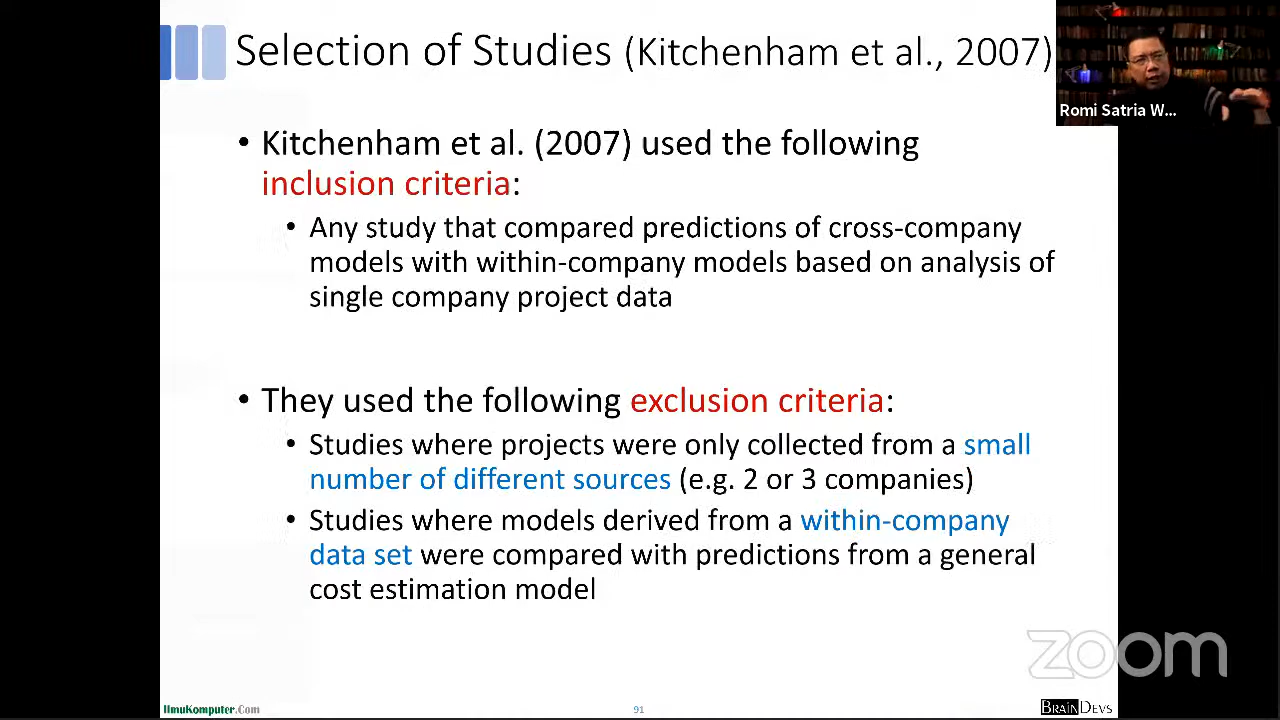 Selection of Studies (Kitchenham et al., 2007)
Romi Satria W...
• Kitchenham et al. (2007) used the following
inclusion criteria:
• Any study that compared predictions of cross-company
models with within-company models based on analysis of
single company project data
• They used the following exclusion criteria:
• Studies where projects were only collected from a small
number of different sources (e.g. 2 or 3 companies)
• Studies where models derived from a within-company
data set were compared with predictions from a general
cost estimation model
zoom
IlmuKomputer.Com
91
BRAINDEVS